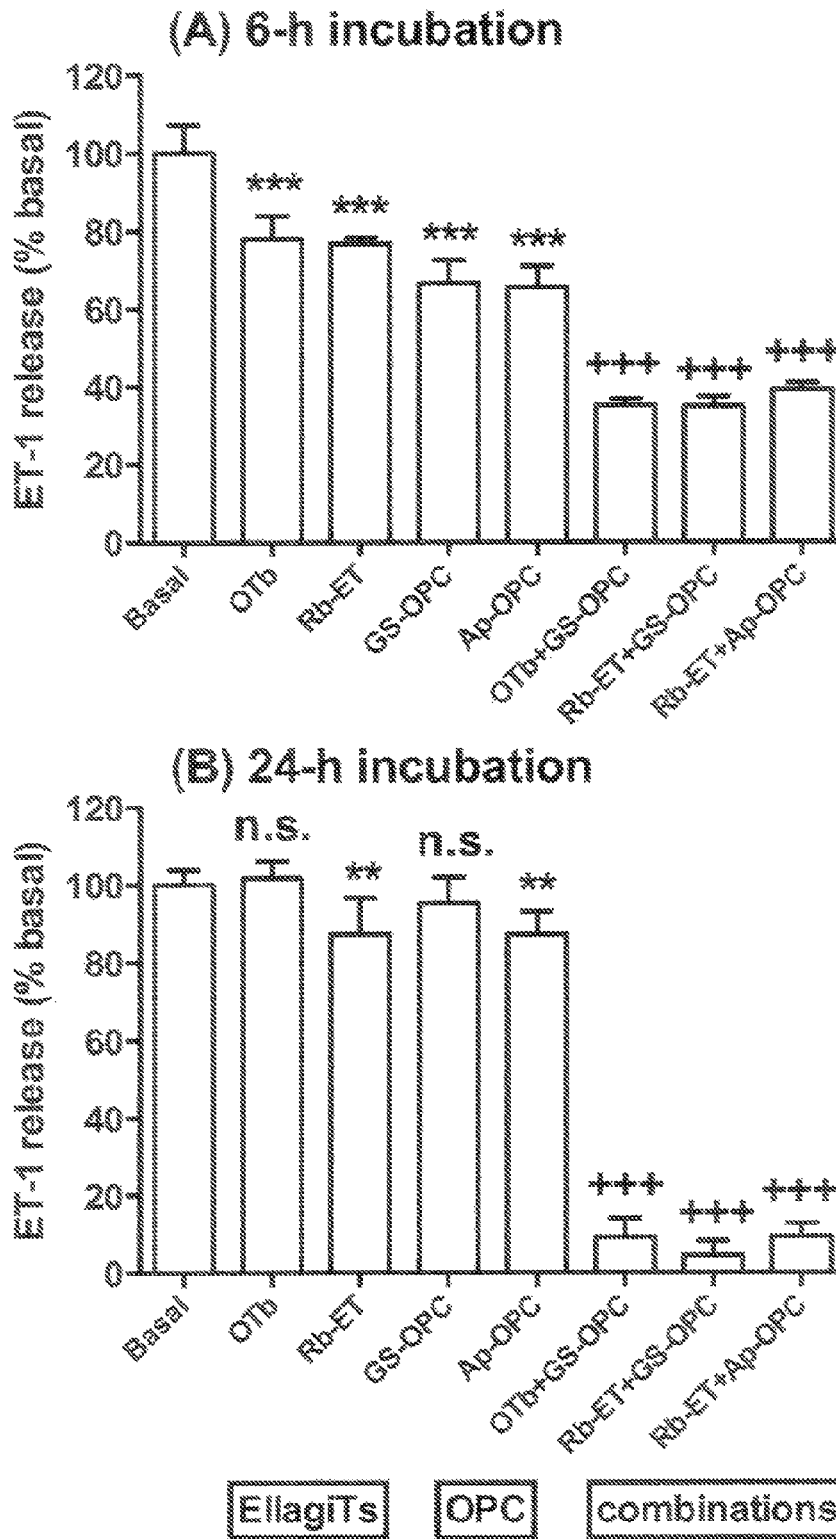 (A) 6-h incubation
ET-1 release (% basal)
120
100
80
60
40
20
0
***
***
***
***
+++
+++
+++
Basal
OTb
Rb-ET
GS-OPC
Ap-OPC
OTb+GS-OPC
Rb-ET+GS-OPC
Rb-ET+Ap-OPC
(B) 24-h incubation
ET-1 release (% basal)
120
100
80
60
40
20
0
n.s.
**
n.s.
**
+++
+++
+++
Basal
OTb
Rb-ET
GS-OPC
Ap-OPC
OTb+GS-OPC
Rb-ET+GS-OPC
Rb-ET+Ap-OPC
EllagiTs
OPC
combinations